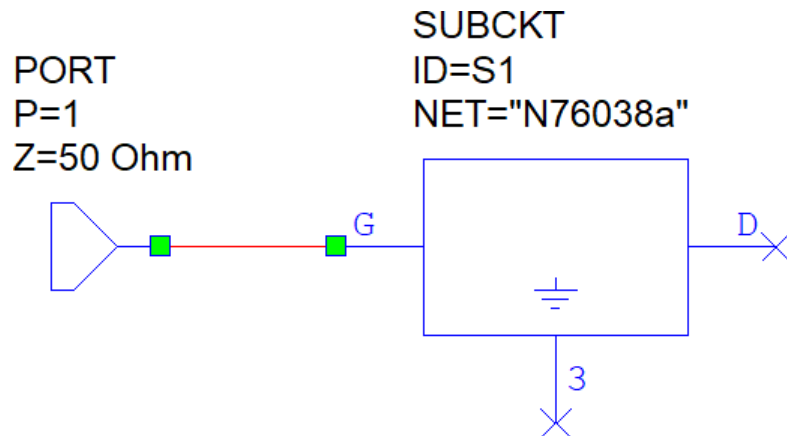 PORT
P=1
Z=50 Ohm
SUBCKT
ID=S1
NET="N76038a"
G
D
3